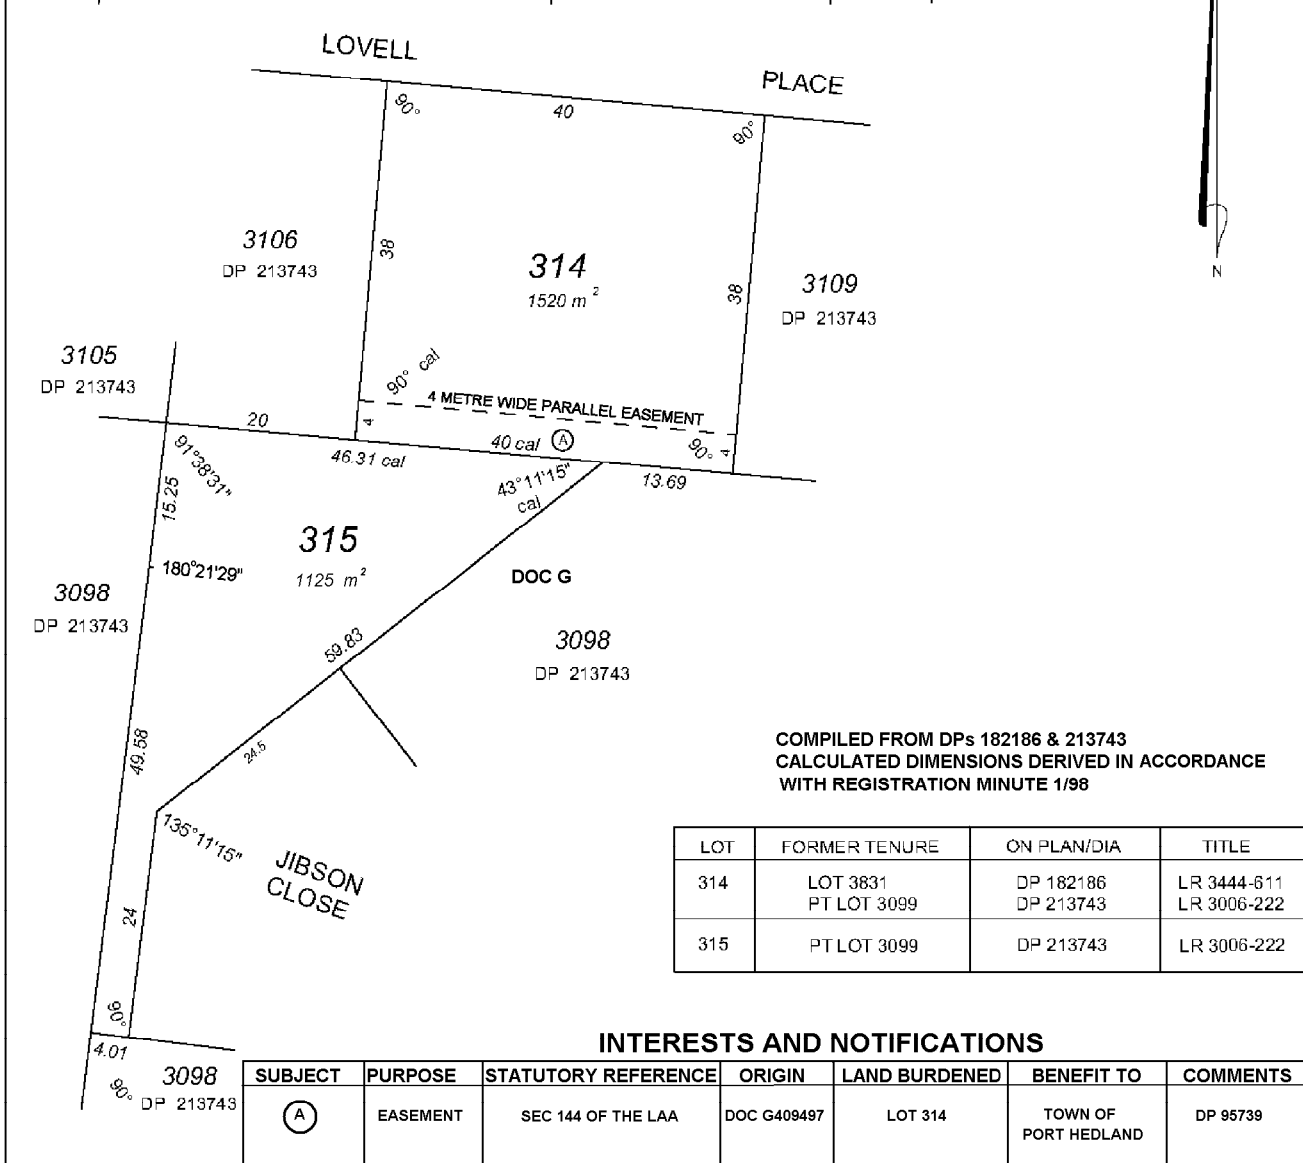 LOVELL
PLACE
90°
40
90°
3106
DP 213743
38
314
1520 m²
38
3109
DP 213743
3105
DP 213743
90° cal
4 METRE WIDE PARALLEL EASEMENT
20
4
40 cal
A
90°
4
46.31 cal
91°38'31"
43°11'15"
cal
13.69
15.25
315
1125 m²
180°21'29"
DOC G
3098
DP 213743
3098
DP 213743
59.83
24.5
49.58
135°11'15"
JIBSON
CLOSE
24
90°
4.01
90°
3098
DP 213743
N
COMPILED FROM DPs 182186 & 213743
CALCULATED DIMENSIONS DERIVED IN ACCORDANCE
WITH REGISTRATION MINUTE 1/98
LOT FORMER TENURE ON PLAN/DIA TITLE
314 LOT 3831 DP 182186 LR 3444-611
PT LOT 3099 DP 213743 LR 3006-222
315 PT LOT 3099 DP 213743 LR 3006-222
INTERESTS AND NOTIFICATIONS
SUBJECT PURPOSE STATUTORY REFERENCE ORIGIN LAND BURDENED BENEFIT TO COMMENTS
A EASEMENT SEC 144 OF THE LAA DOC G409497 LOT 314 TOWN OF DP 95739
PORT HEDLAND